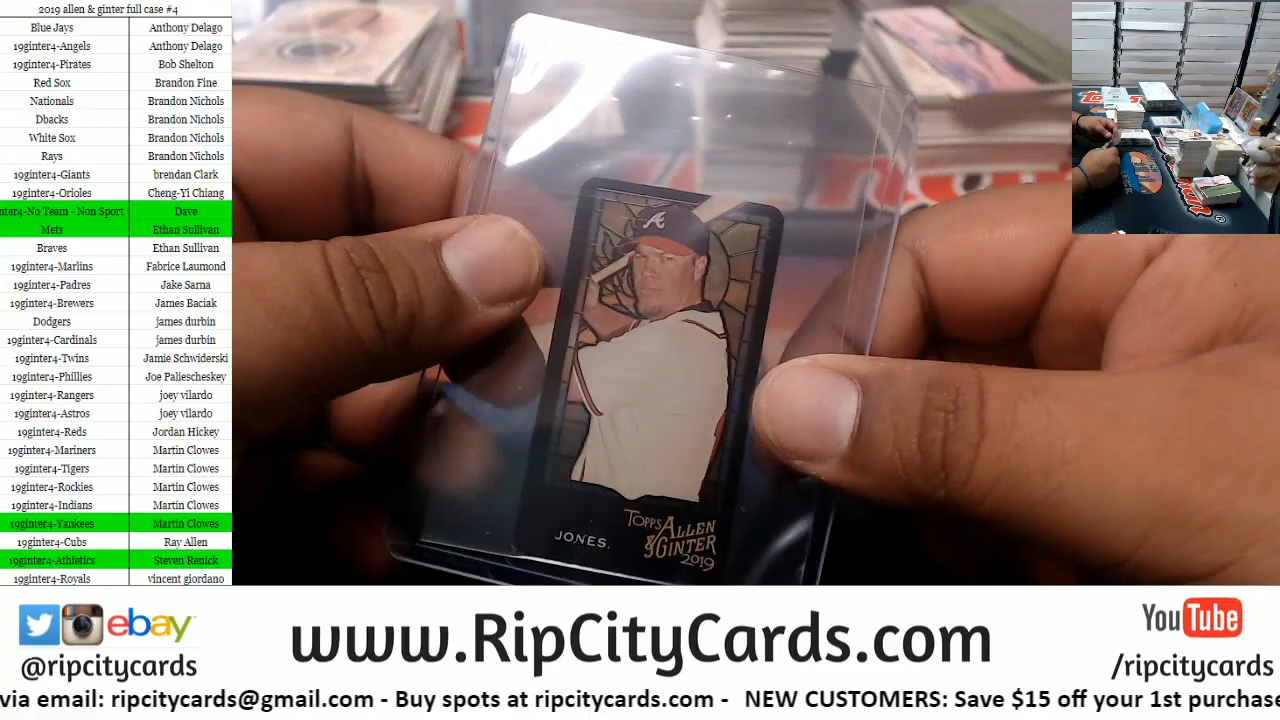 2019 allen & ginter full case #4
Blue Jays Anthony Delago
19ginter4-Angels Anthony Delago
19ginter4-Pirates Bob Shelton
Red Sox Brandon Fine
Nationals Brandon Nichols
Dbacks Brandon Nichols
White Sox Brandon Nichols
Rays Brandon Nichols
19ginter4-Giants brendan Clark
19ginter4-Orioles Cheng-Yi Chiang
nter4-No Team - Non Sport Dave
Mets Ethan Sullivan
Braves Ethan Sullivan
19ginter4-Marlins Fabrice Laumond
19ginter4-Padres Jake Sarna
19ginter4-Brewers James Baciak
Dodgers james durbin
19ginter4-Cardinals james durbin
19ginter4-Twins Jamie Schwiderski
19ginter4-Phillies Joe Paliescheskey
19ginter4-Rangers joey vilardo
19ginter4-Astros joey vilardo
19ginter4-Reds Jordan Hickey
19ginter4-Mariners Martin Clowes
19ginter4-Tigers Martin Clowes
19ginter4-Rockies Martin Clowes
19ginter4-Indians Martin Clowes
19ginter4-Yankees Martin Clowes
19ginter4-Cubs Ray Allen
19ginter4-Athletics Steven Renick
19ginter4-Royals vincent giordano
A
JONES.
TOPPS ALLEN
& GINTER
2019
ebay
@ripcitycards
www.RipCityCards.com
YouTube
/ripcitycards
via email: ripcitycards@gmail.com - Buy spots at ripcitycards.com - NEW CUSTOMERS: Save $15 off your 1st purchase